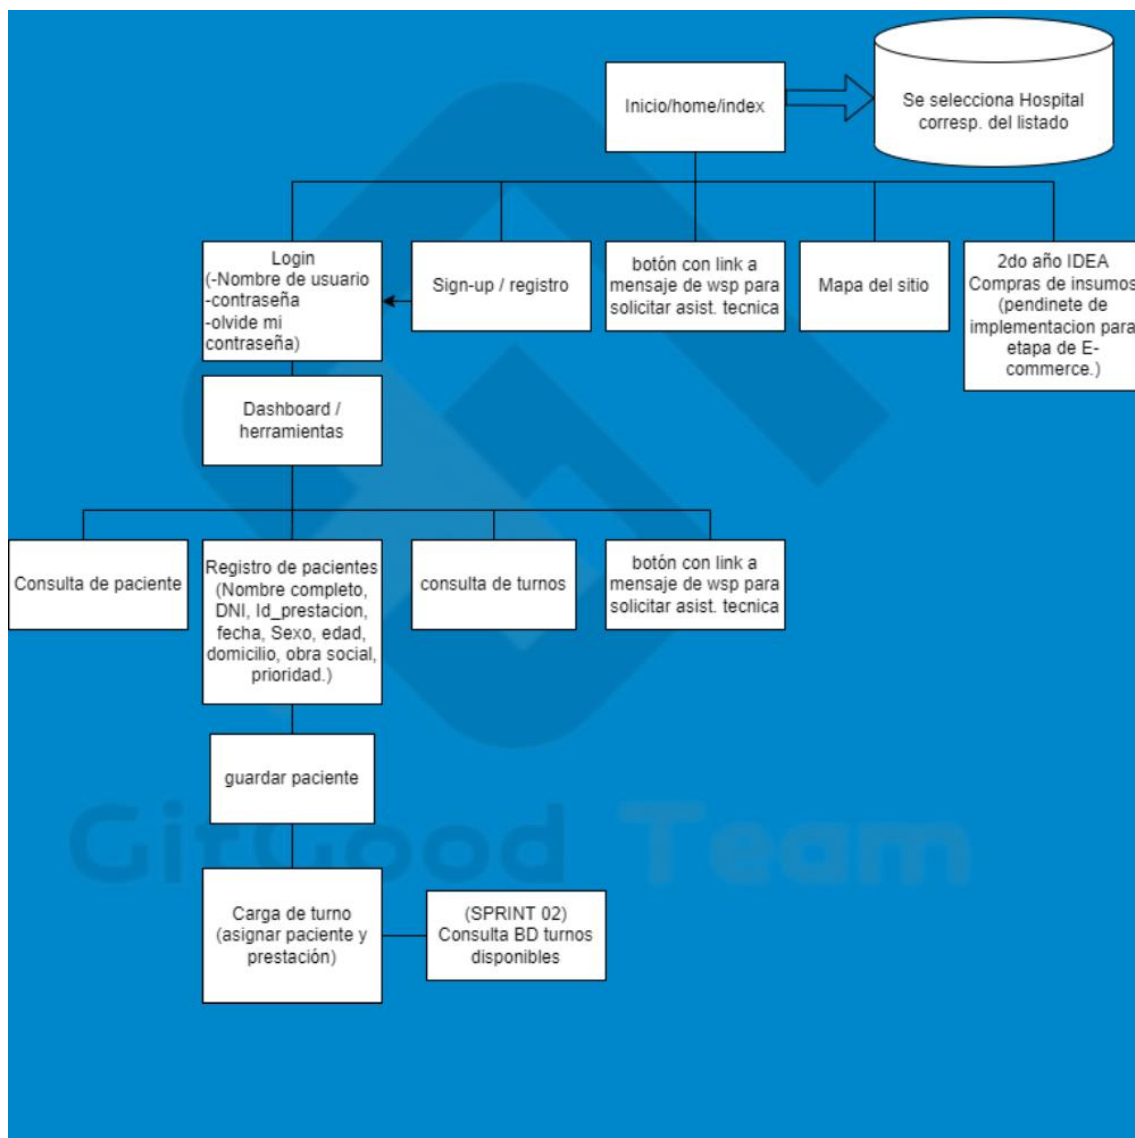 Inicio/home/index
Se selecciona Hospital
corresp. del listado
Login
(-Nombre de usuario
-contraseña
-olvide mi
contraseña)
Sign-up / registro
botón con link a
mensaje de wsp para
solicitar asist. tecnica
Mapa del sitio
2do año IDEA
Compras de insumos
(pendinete de
implementacion para
etapa de E-
commerce.)
Dashboard /
herramientas
Consulta de paciente
Registro de pacientes
(Nombre completo,
DNI, Id_prestacion,
fecha, Sexo, edad,
domicilio, obra social,
prioridad.)
consulta de turnos
botón con link a
mensaje de wsp para
solicitar asist. tecnica
guardar paciente
GitGood Team
Carga de turno
(asignar paciente y
prestación)
(SPRINT 02)
Consulta BD turnos
disponibles